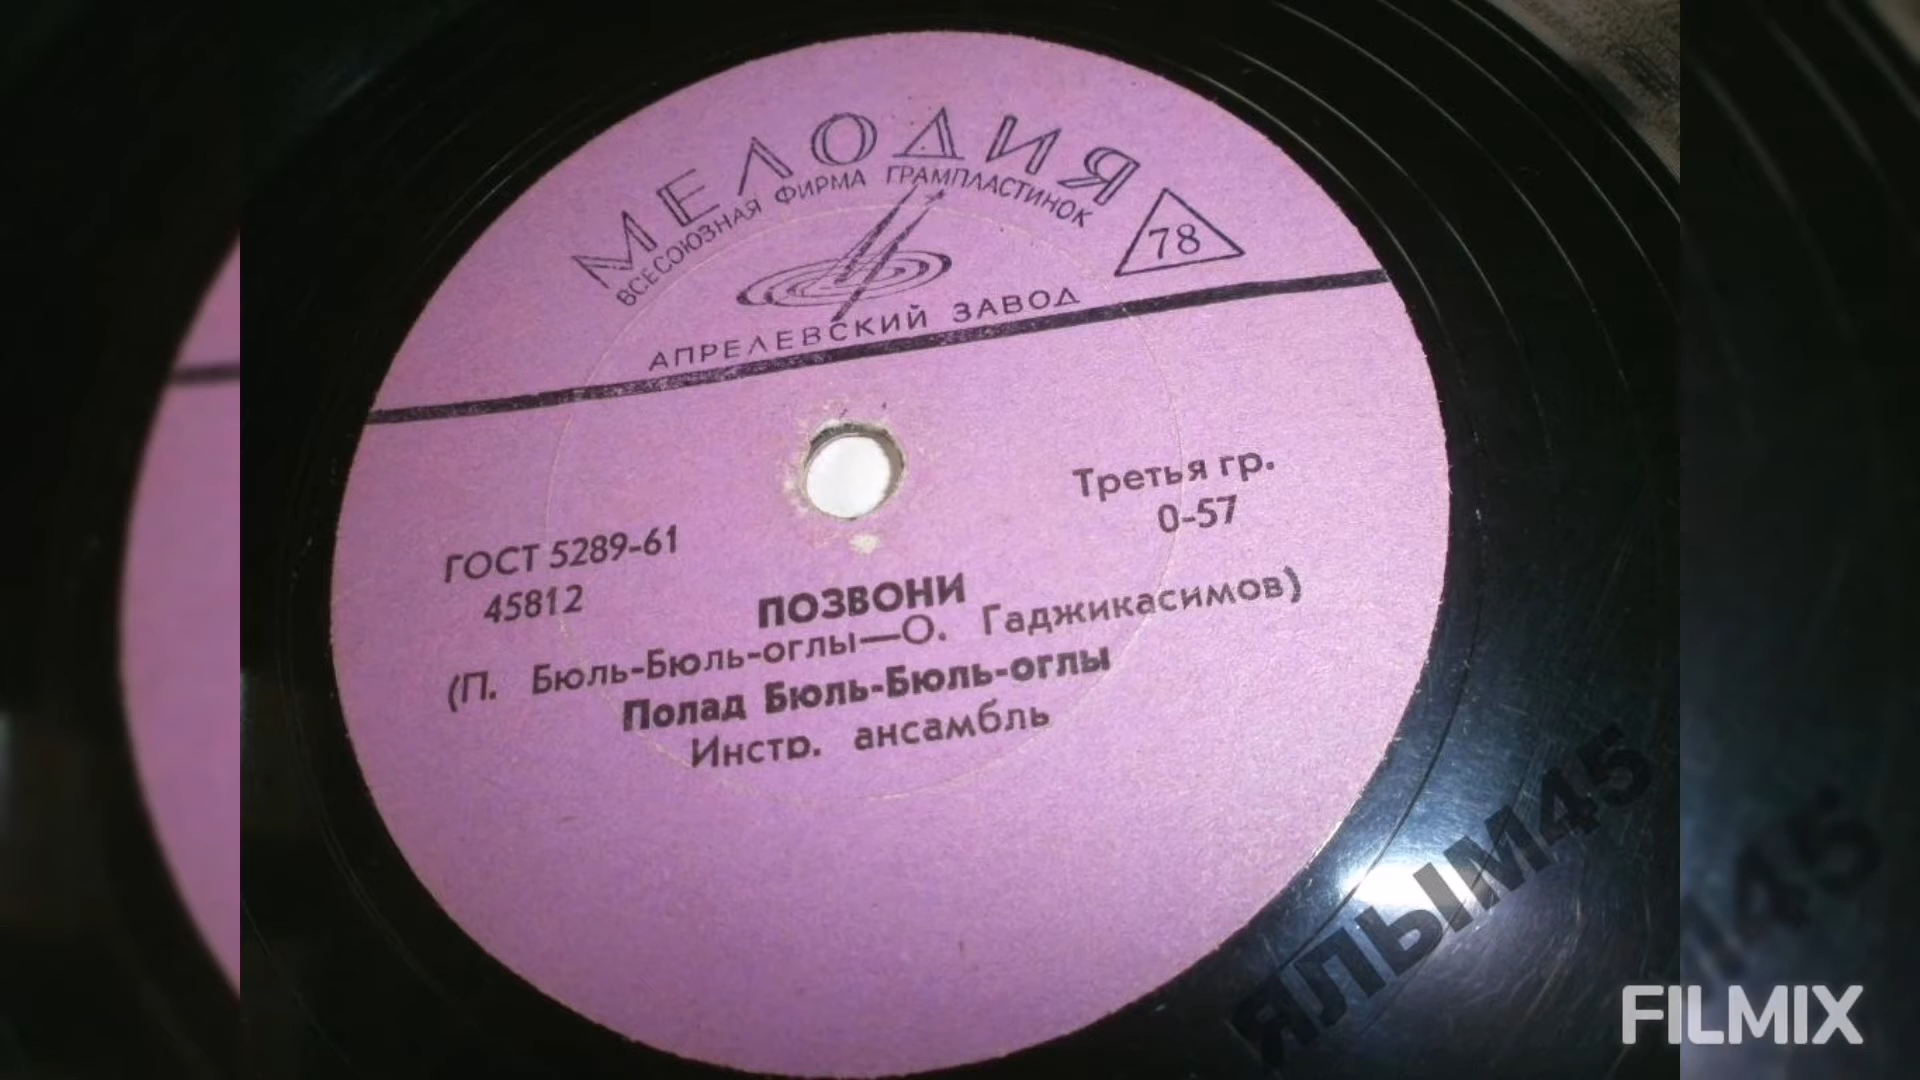 МЕЛОДИЯ
ВСЕСОЮЗНАЯ ФИРМА ГРАМПЛАСТИНОК
78
АПРЕЛЕВСКИЙ ЗАВОД
Третья гр.
0-57
ГОСТ 5289-61
45812
ПОЗВОНИ
(П. Бюль-Бюль-оглы—О. Гаджикасимов)
Полад Бюль-Бюль-оглы
Инстр. ансамбль
ЯЛЫМ45
FILMIX